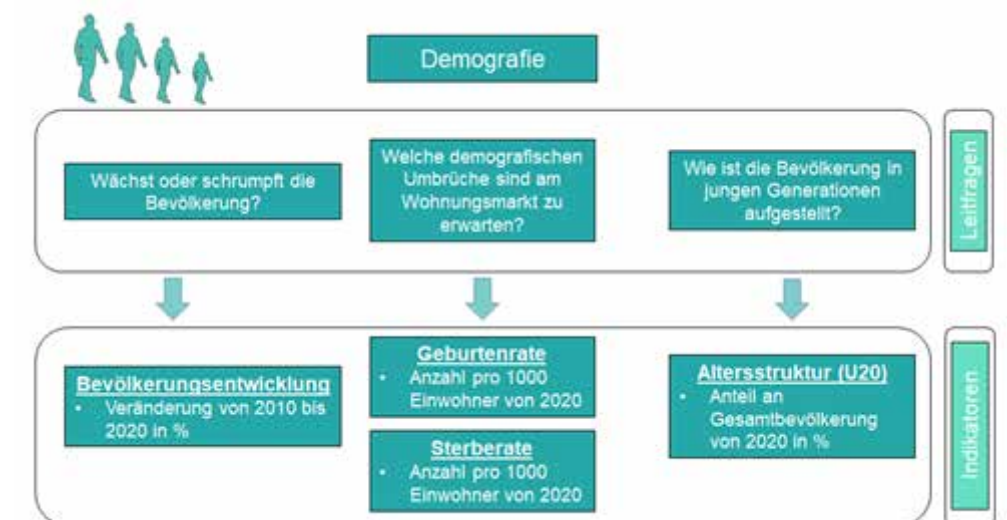 Demografie
Wächst oder schrumpft die
Bevölkerung?
Welche demografischen
Umbrüche sind am
Wohnungsmarkt zu
erwarten?
Wie ist die Bevölkerung in
jungen Generationen
aufgestellt?
Leitfragen
Bevölkerungsentwicklung
• Veränderung von 2010 bis
2020 in %
Geburtenrate
• Anzahl pro 1000
Einwohner von 2020
Sterberate
• Anzahl pro 1000
Einwohner von 2020
Altersstruktur (U20)
• Anteil an
Gesamtbevölkerung
von 2020 in %
Indikatoren